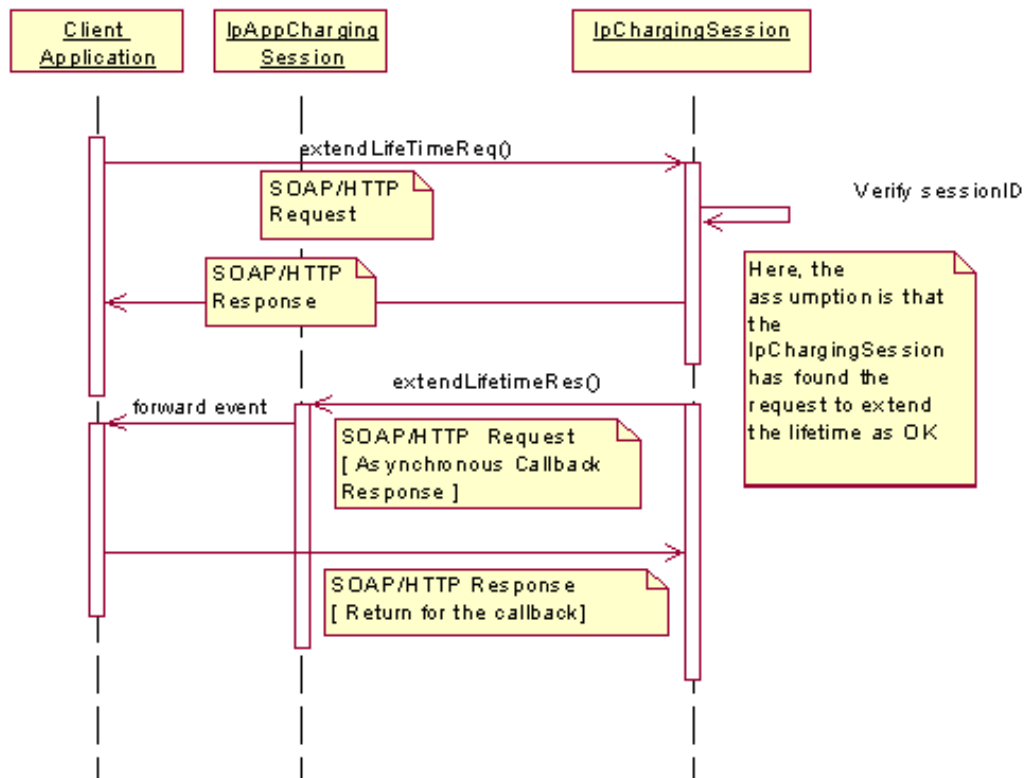 Client
Application
IpAppCharging
Session
IpChargingSession
extendLifeTimeReq()
SOAP/HTTP
Request
Verify sessionID
SOAP/HTTP
Response
Here, the
assumption is that
the
IpChargingSession
has found the
request to extend
the lifetime as OK
extendLifetimeRes()
forward event
SOAP/HTTP Request
[ Asynchronous Callback
Response ]
SOAP/HTTP Response
[ Return for the callback]